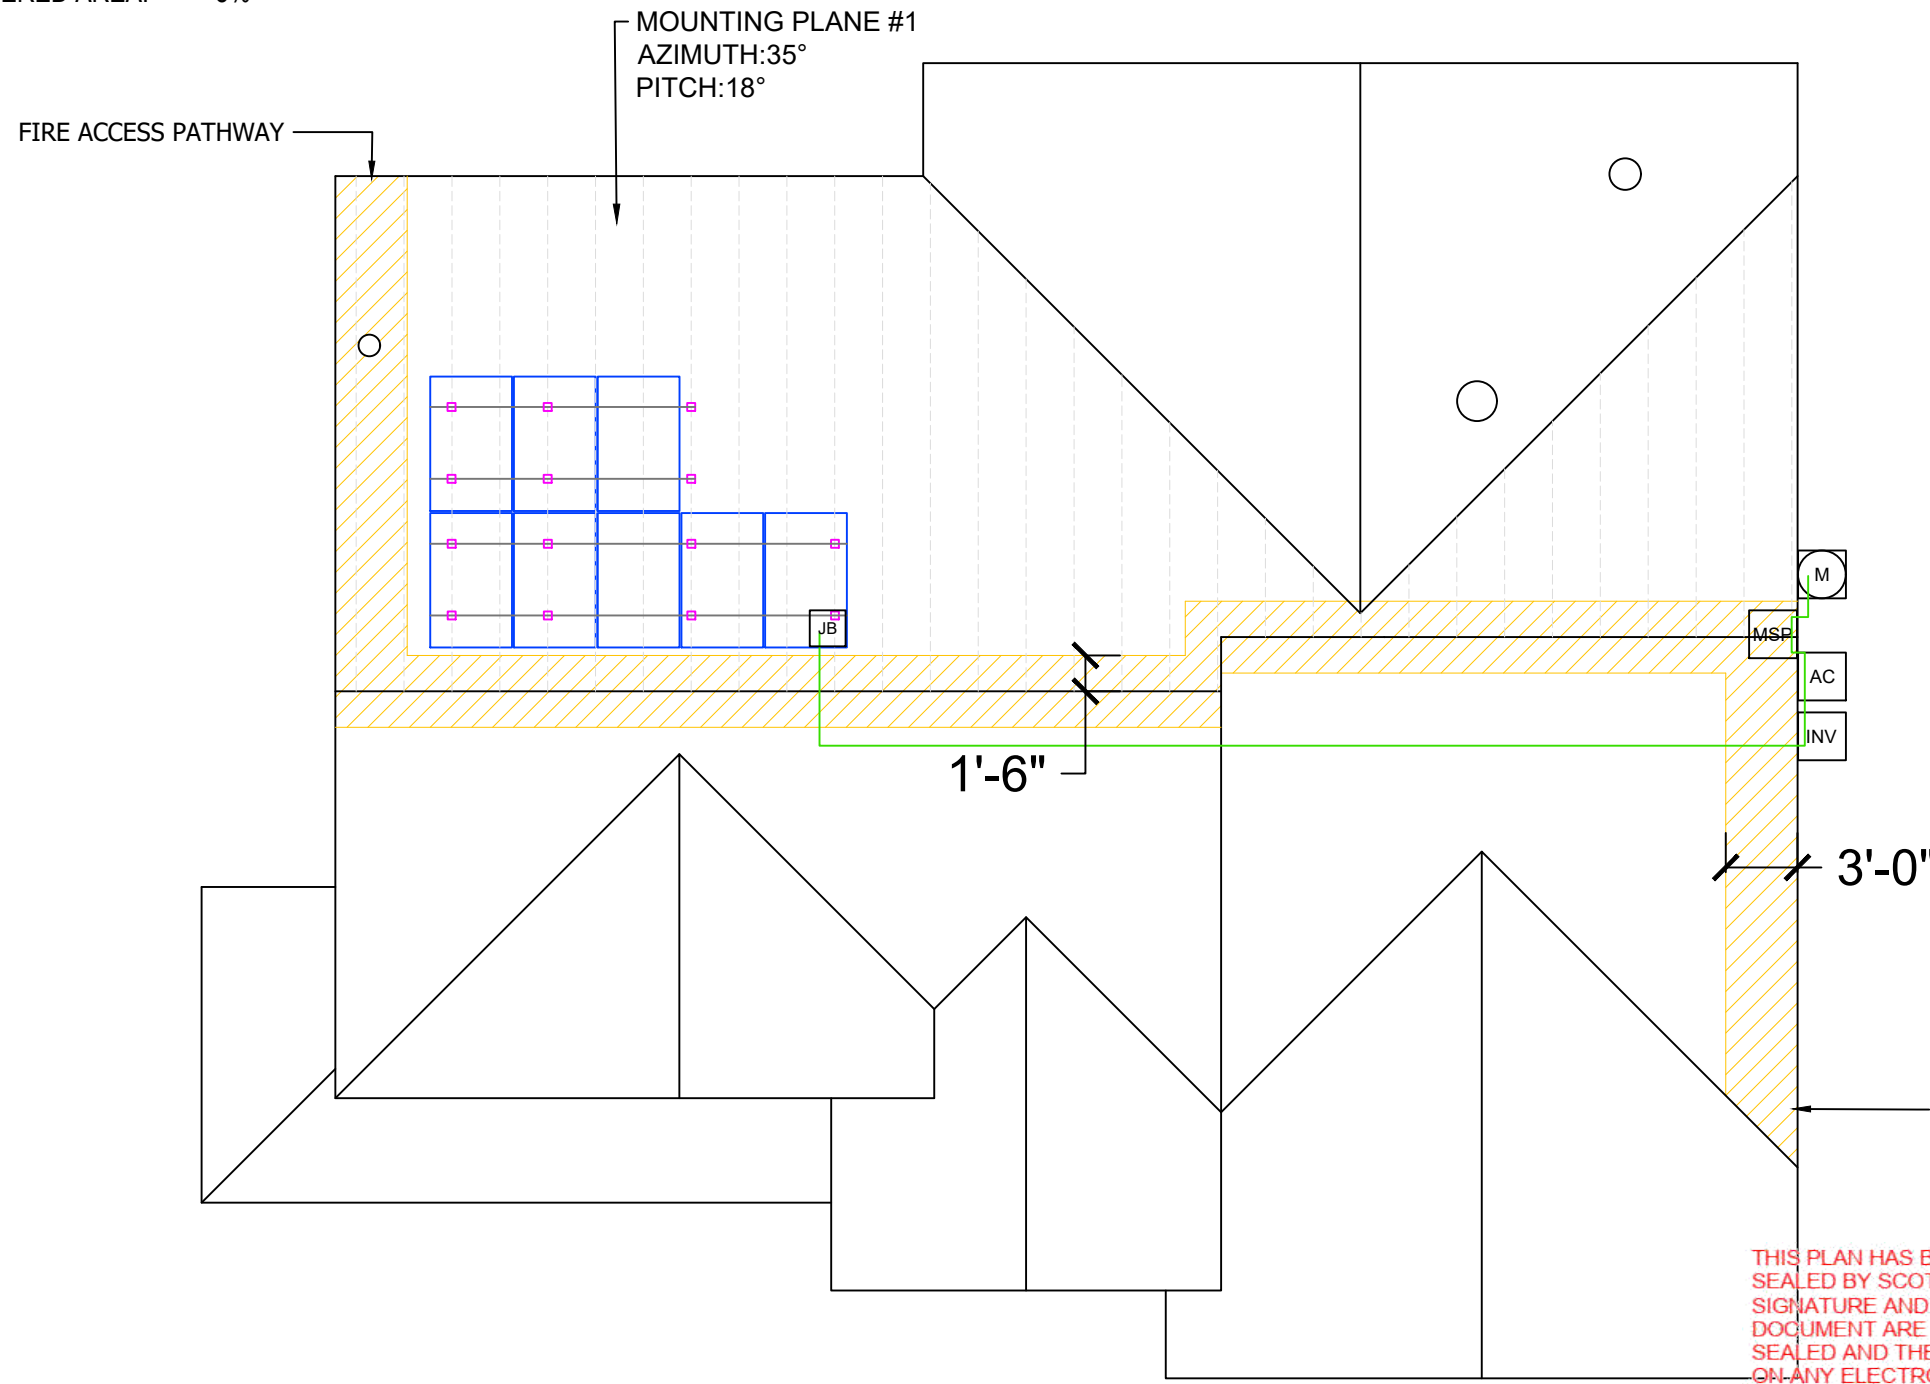 AREA:
MOUNTING PLANE #1
AZIMUTH:35°
PITCH:18°
FIRE ACCESS PATHWAY
M
MSP
JB
AC
INV
1'-6"
3'-0"
THIS PLAN HAS
SEALED BY
SIGNATURE AND
DOCUMENT ARE
SEALED AND
ON ANY